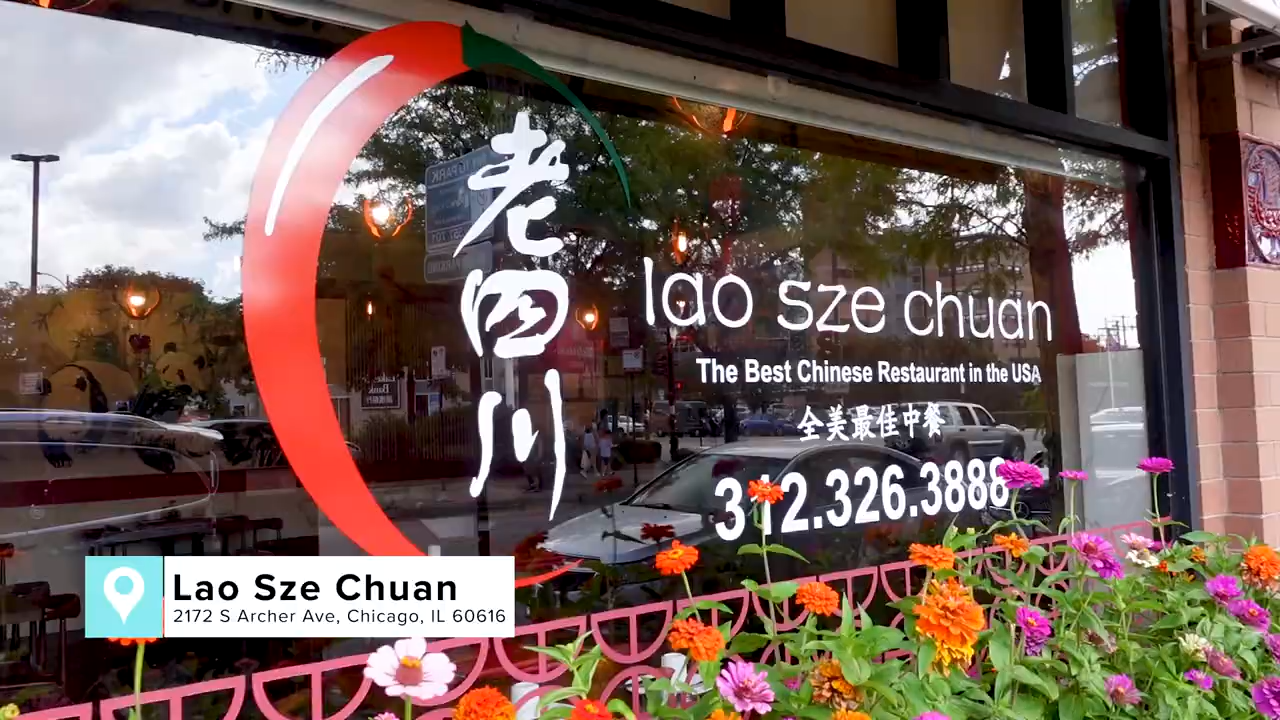 老四川
lao sze chuan
The Best Chinese Restaurant in the USA
全美最佳中餐
312.326.3888
Lao Sze Chuan
2172 S Archer Ave, Chicago, IL 60616